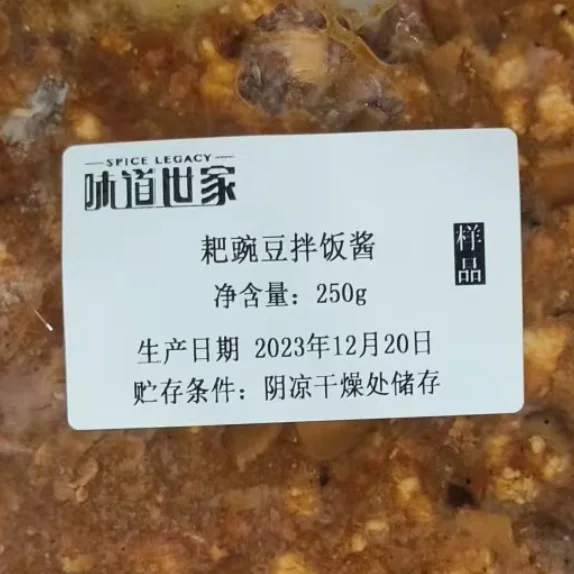 SPICE LEGACY
味道世家
耙豌豆拌饭酱
样品
净含量：250g
生产日期 2023年12月20日
贮存条件：阴凉干燥处储存